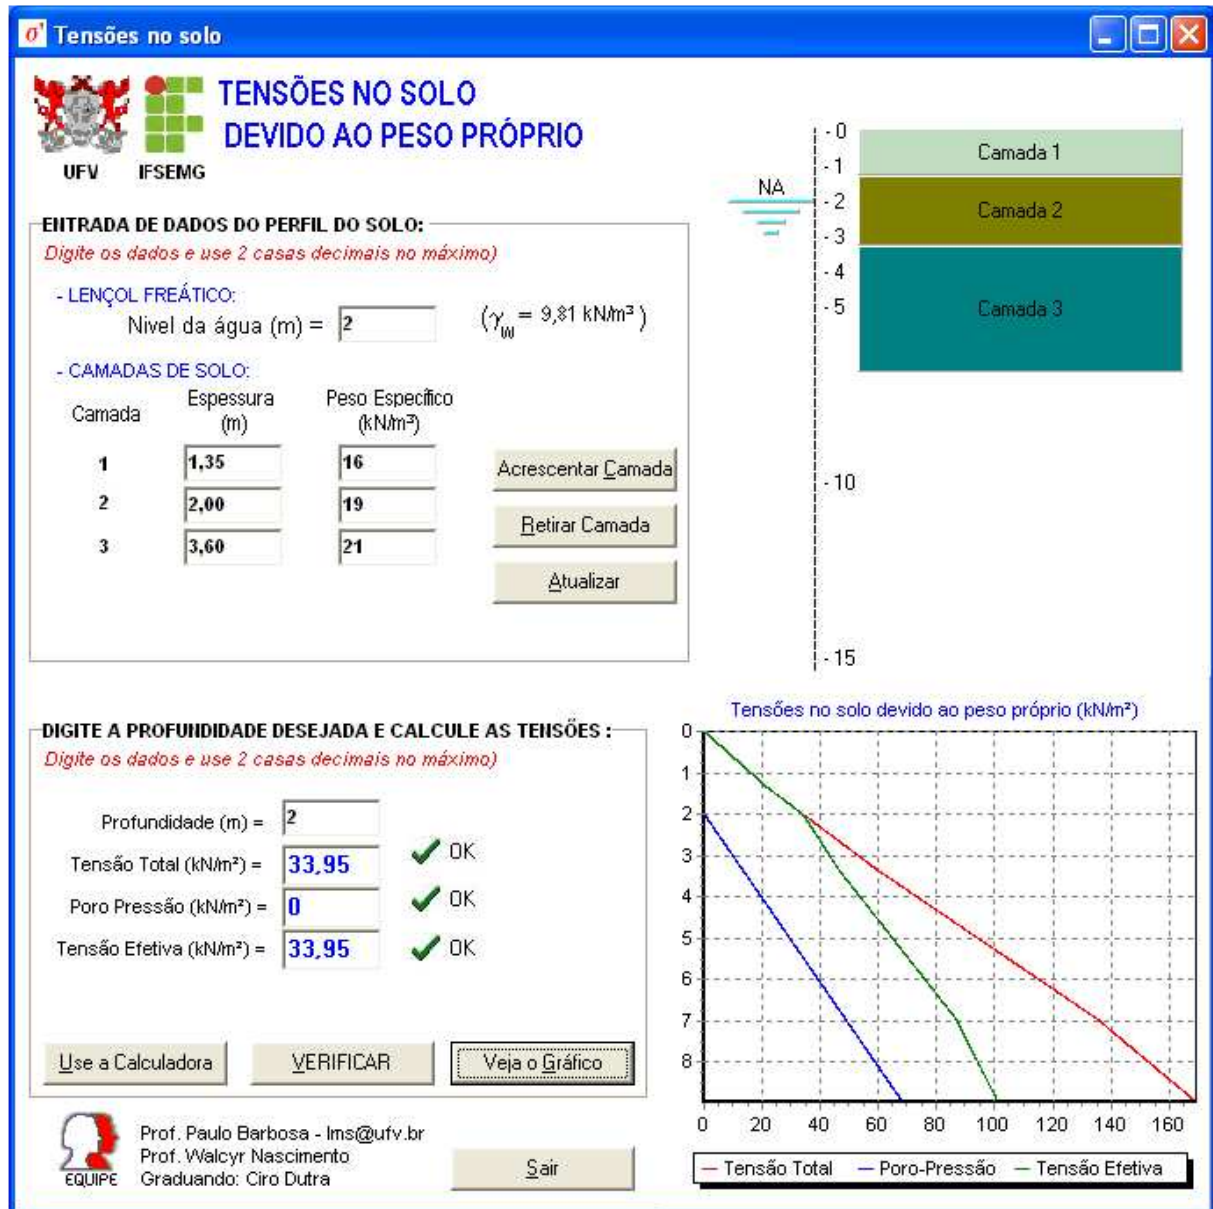 σ' Tensões no solo
TENSÕES NO SOLO
DEVIDO AO PESO PRÓPRIO
UFV IFSEMG
ENTRADA DE DADOS DO PERFIL DO SOLO:
Digite os dados e use 2 casas decimais no máximo)
- LENÇOL FREÁTICO:
Nivel da água (m) = 2 (γw = 9,81 kN/m³)
- CAMADAS DE SOLO:
Camada Espessura (m) Peso Específico (kN/m³)
1 1,35 16
2 2,00 19
3 3,60 21
Acrescentar Camada
Retirar Camada
Atualizar
NA
- 0
- 1
- 2
- 3
- 4
- 5
- 10
- 15
Camada 1
Camada 2
Camada 3
DIGITE A PROFUNDIDADE DESEJADA E CALCULE AS TENSÕES :
Digite os dados e use 2 casas decimais no máximo)
Profundidade (m) = 2
Tensão Total (kN/m²) = 33,95 OK
Poro Pressão (kN/m²) = 0 OK
Tensão Efetiva (kN/m²) = 33,95 OK
Use a Calculadora VERIFICAR Veja o Gráfico
EQUIPE
Prof. Paulo Barbosa - lms@ufv.br
Prof. Walcyr Nascimento
Graduando: Ciro Dutra
Sair
Tensões no solo devido ao peso próprio (kN/m²)
0
1
2
3
4
5
6
7
8
0 20 40 60 80 100 120 140 160
Tensão Total Poro-Pressão Tensão Efetiva